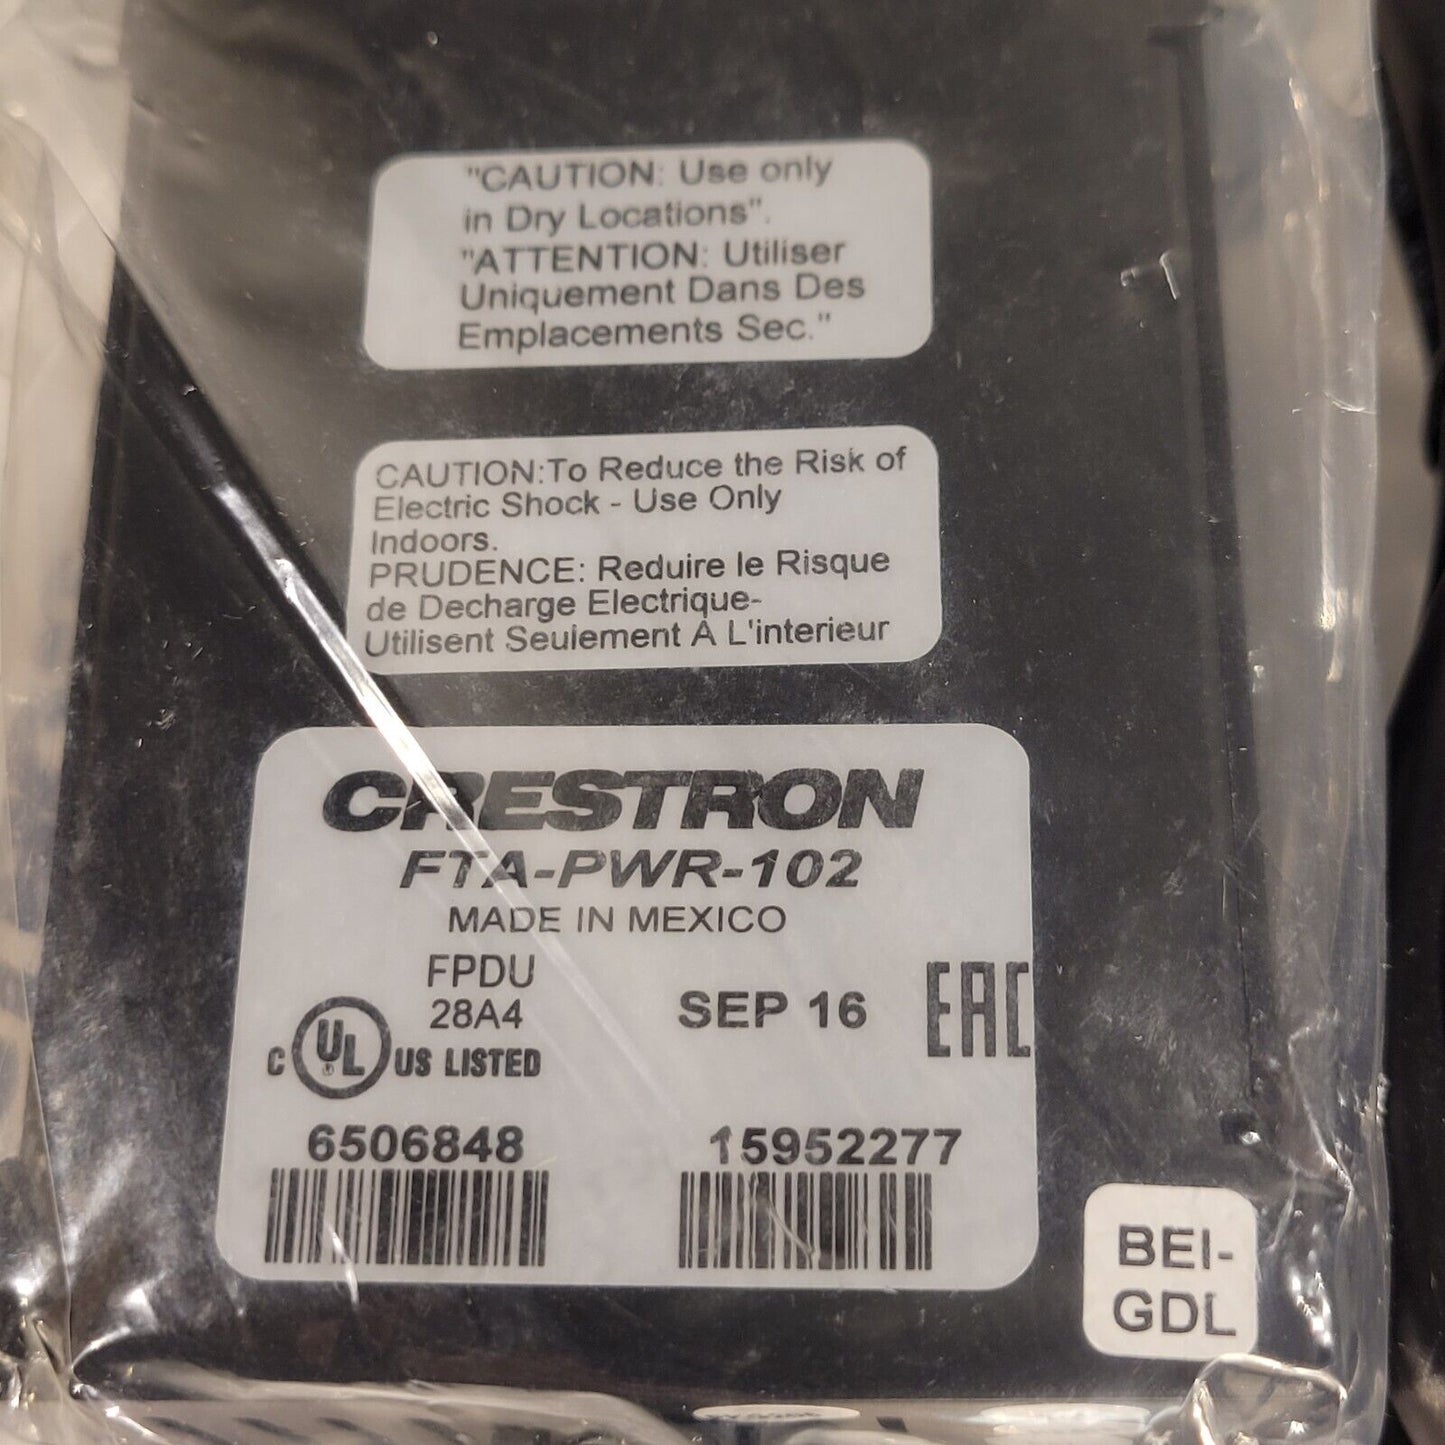 "CAUTION: Use only
in Dry Locations".
"ATTENTION: Utiliser
Uniquement Dans Des
Emplacements Sec."
CAUTION:To Reduce the Risk of
Electric Shock - Use Only
Indoors.
PRUDENCE: Reduire le Risque
de Decharge Electrique-
Utilisent Seulement A L'interieur
CRESTRON
FTA-PWR-102
MADE IN MEXICO
FPDU
28A4
SEP 16
EAC
C UL ® US LISTED
6506848
15952277
BEI-
GDL